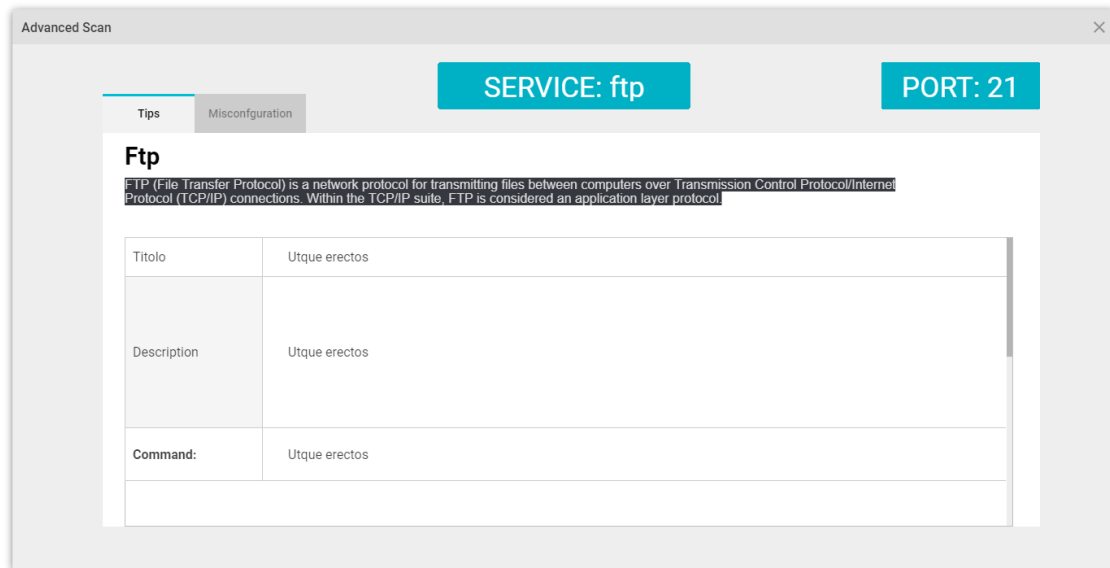 Advanced Scan
SERVICE: ftp
PORT: 21
Tips
Misconfguration
Ftp
FTP (File Transfer Protocol) is a network protocol for transmitting files between computers over Transmission Control Protocol/Internet
Protocol (TCP/IP) connections. Within the TCP/IP suite, FTP is considered an application layer protocol.
Titolo
Utque erectos
Description
Utque erectos
Command:
Utque erectos